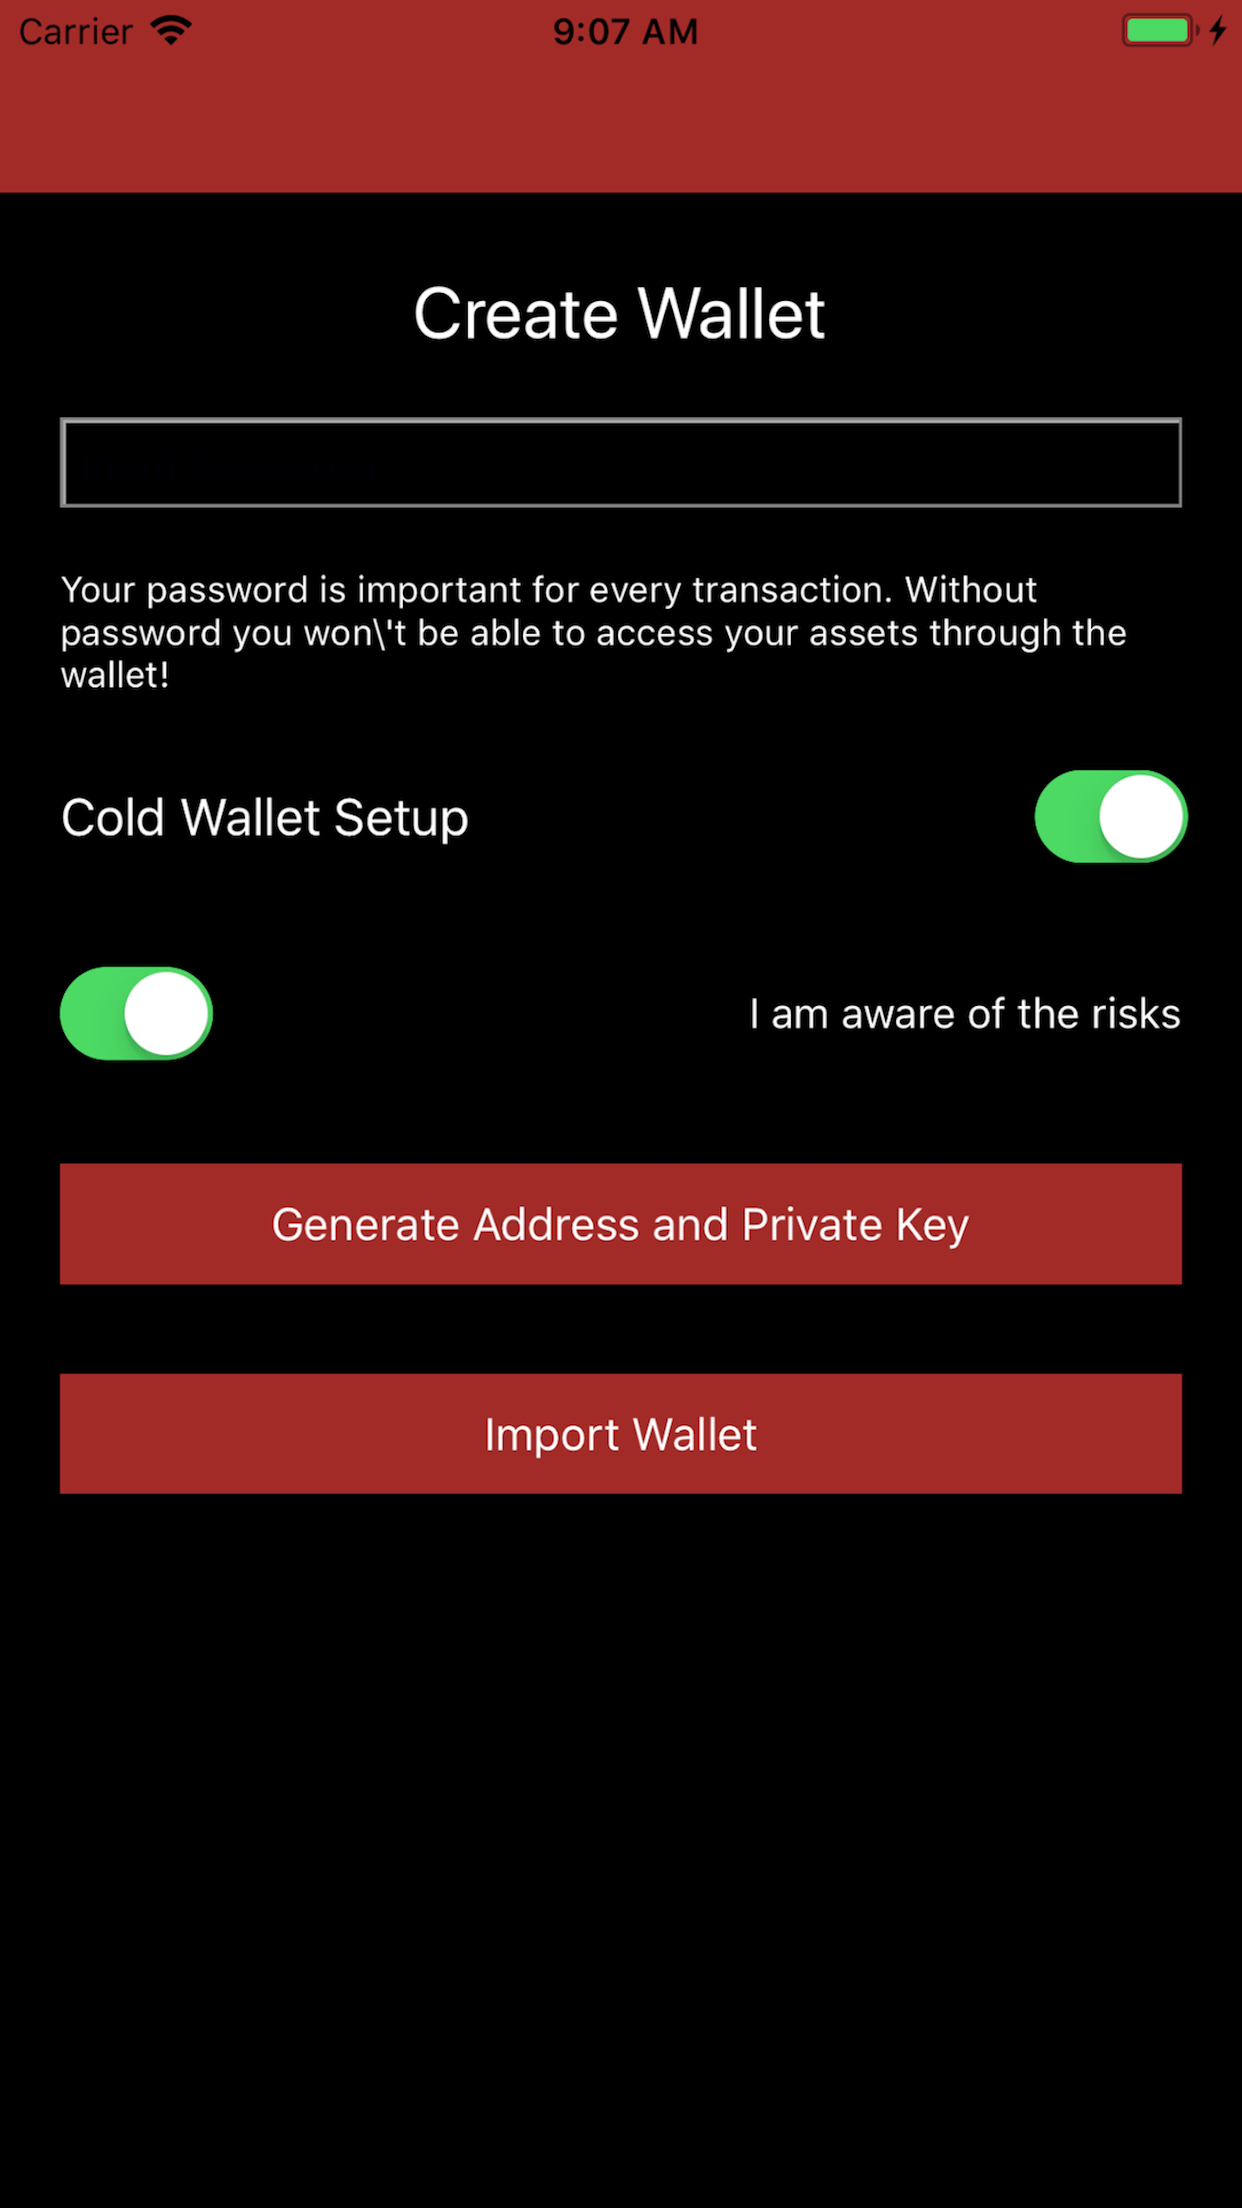 Carrier 9:07 AM
Create Wallet
Your password is important for every transaction. Without
password you won\'t be able to access your assets through the
wallet!
Cold Wallet Setup
I am aware of the risks
Generate Address and Private Key
Import Wallet